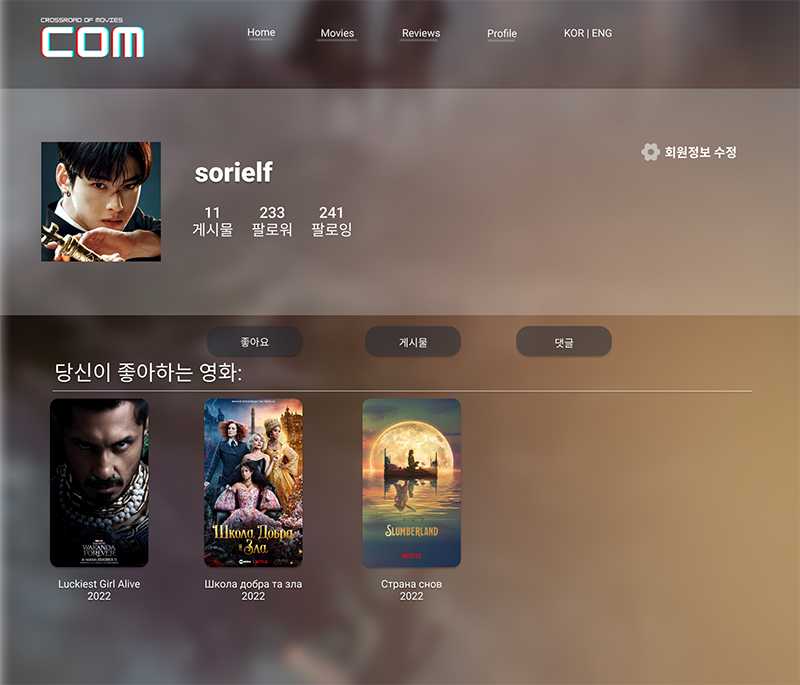 CROSSROAD OF MOVIES
COM
Home
Movies
Reviews
Profile
KOR | ENG
회원정보 수정
sorielf
11 233 241
게시물 팔로워 팔로잉
좋아요
게시물
댓글
당신이 좋아하는 영화:
WAKANDA
FOREVER
Школа Добра
и
Зла
NETFLIX
SLUMBERLAND
NETFLIX
Luckiest Girl Alive
2022
Школа добра та зла
2022
Страна снов
2022